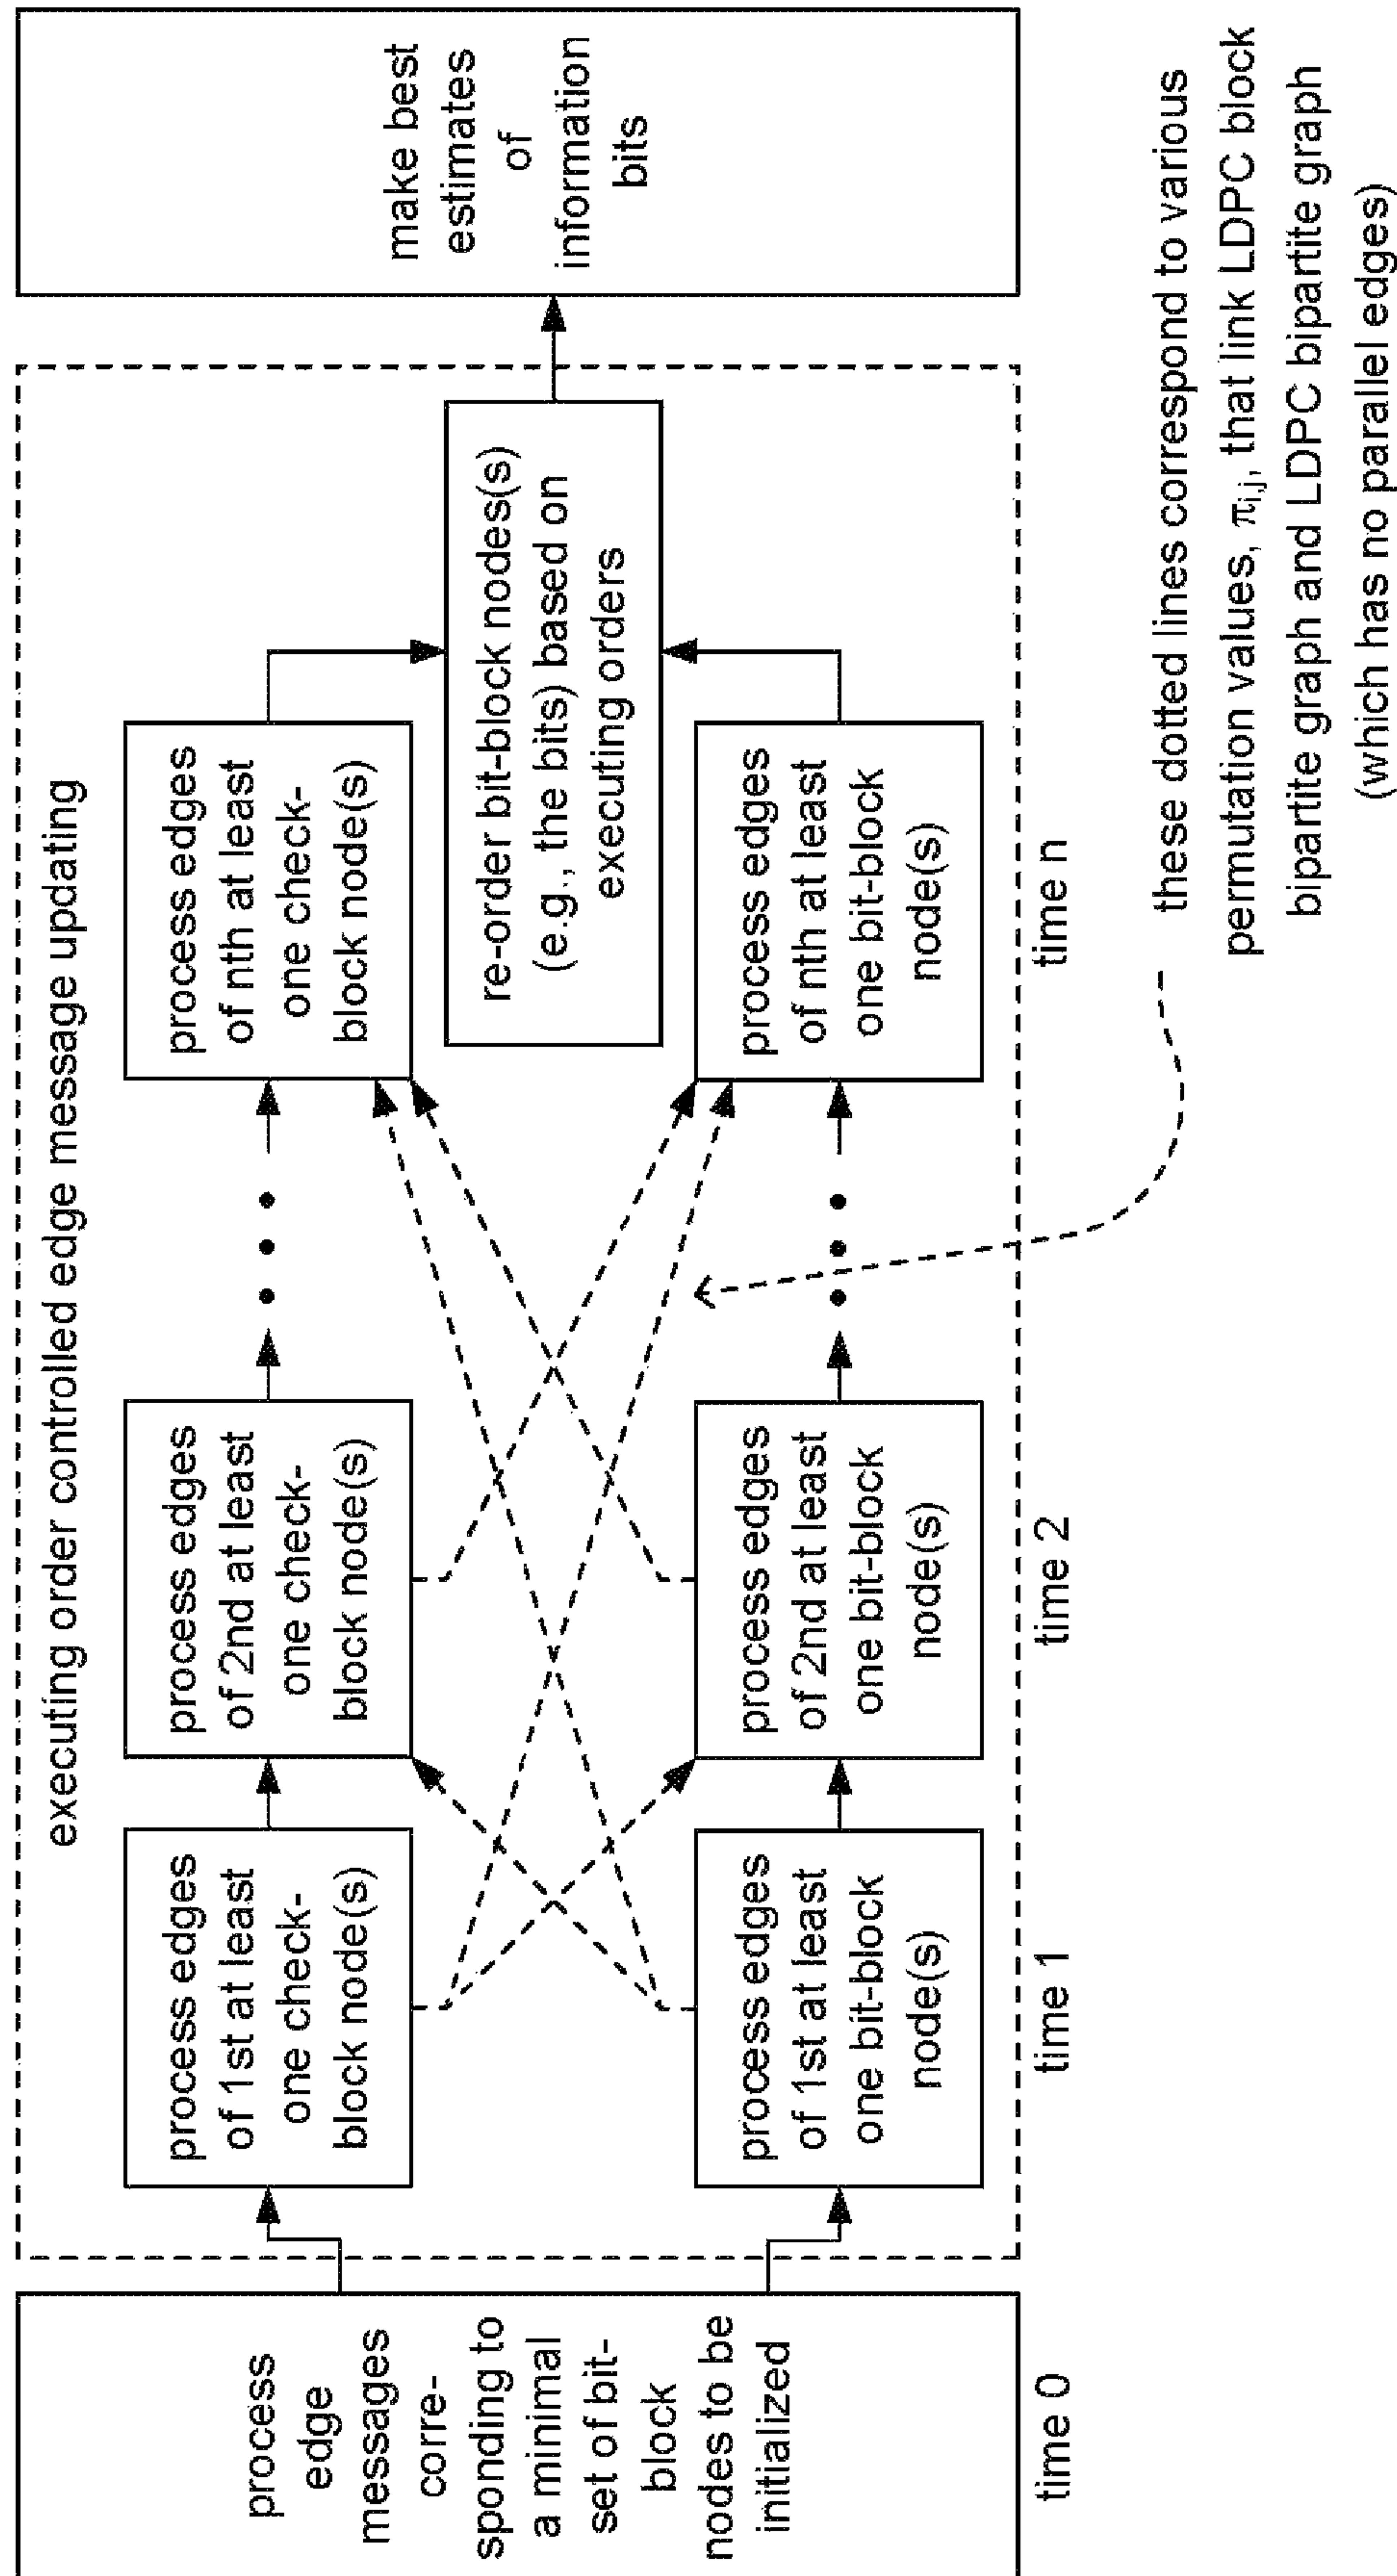 process
edge
messages
corre-
sponding to
a minimal
set of bit-
block
nodes to be
initialized
time 0
executing order controlled edge message updating
process edges
of 1st at least
one check-
block node(s)
process edges
of 1st at least
one bit-block
node(s)
time 1
process edges
of 2nd at least
one check-
block node(s)
process edges
of 2nd at least
one bit-block
node(s)
time 2
process edges
of nth at least
one check-
block node(s)
re-order bit-block nodes(s)
(e.g., the bits) based on
executing orders
process edges
of nth at least
one bit-block
node(s)
time n
make best
estimates
of
information
bits
these dotted lines correspond to various
permutation values, π_{i,j}, that link LDPC block
bipartite graph and LDPC bipartite graph
(which has no parallel edges)